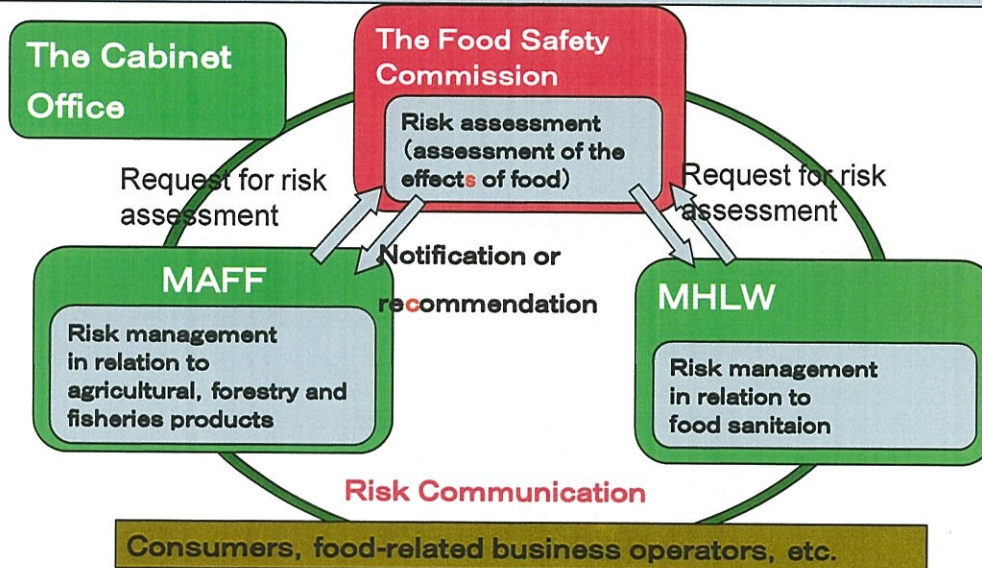 The Cabinet
Office
The Food Safety
Commission
Risk assessment
(assessment of the
effects of food)
Request for risk
assessment
Request for risk
assessment
Notification or
recommendation
MAFF
Risk management
in relation to
agricultural, forestry and
fisheries products
MHLW
Risk management
in relation to
food sanitaion
Risk Communication
Consumers, food-related business operators, etc.